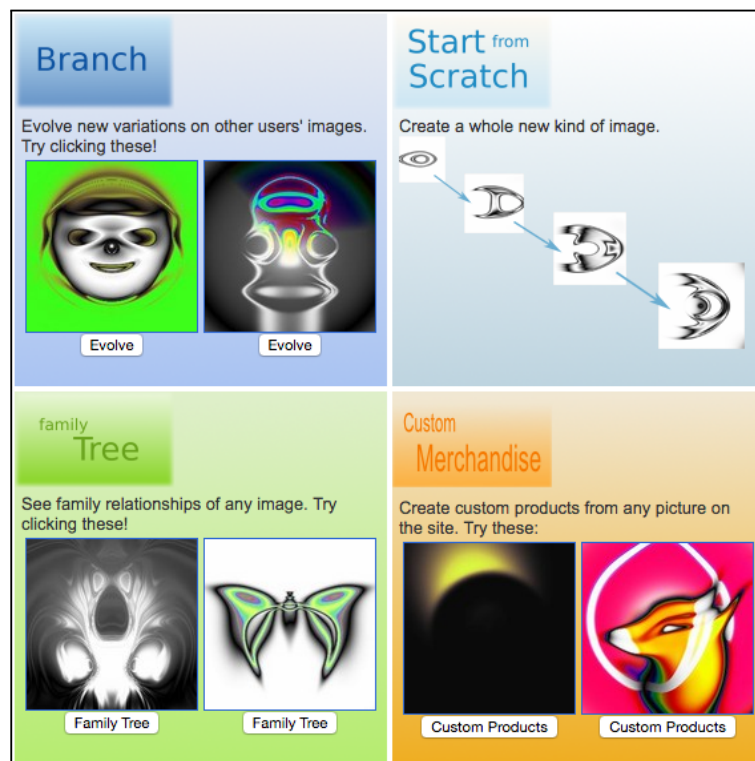 Branch
Evolve new variations on other users' images.
Try clicking these!
Evolve
Evolve
Start from
Scratch
Create a whole new kind of image.
family
Tree
See family relationships of any image. Try
clicking these!
Family Tree
Family Tree
Custom
Merchandise
Create custom products from any picture on
the site. Try these:
Custom Products
Custom Products